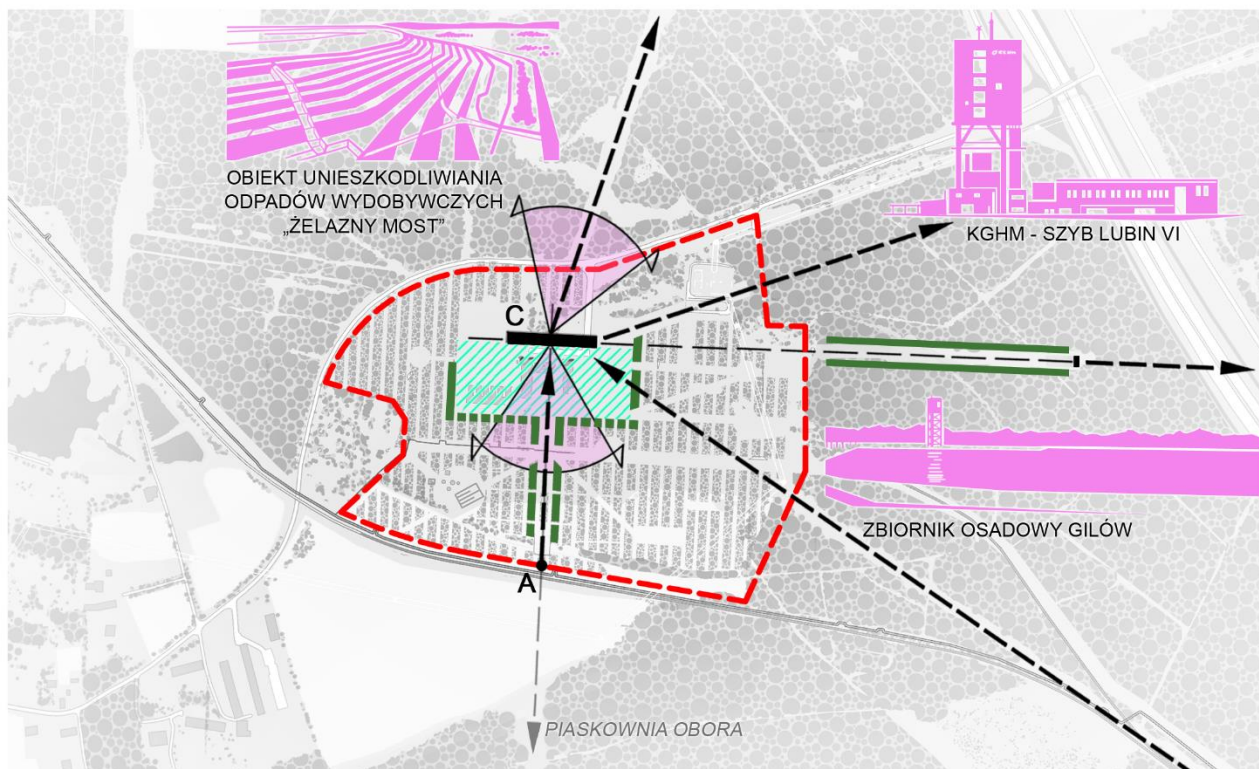 OBIEKT UNIESZKODLIWIANIA
ODPADÓW WYDOBYWCZYCH
„ŻELAZNY MOST”
KGHM - SZYB LUBIN VI
C
ZBIORNIK OSADOWY GILÓW
A
PIASKOWNIA OBORA